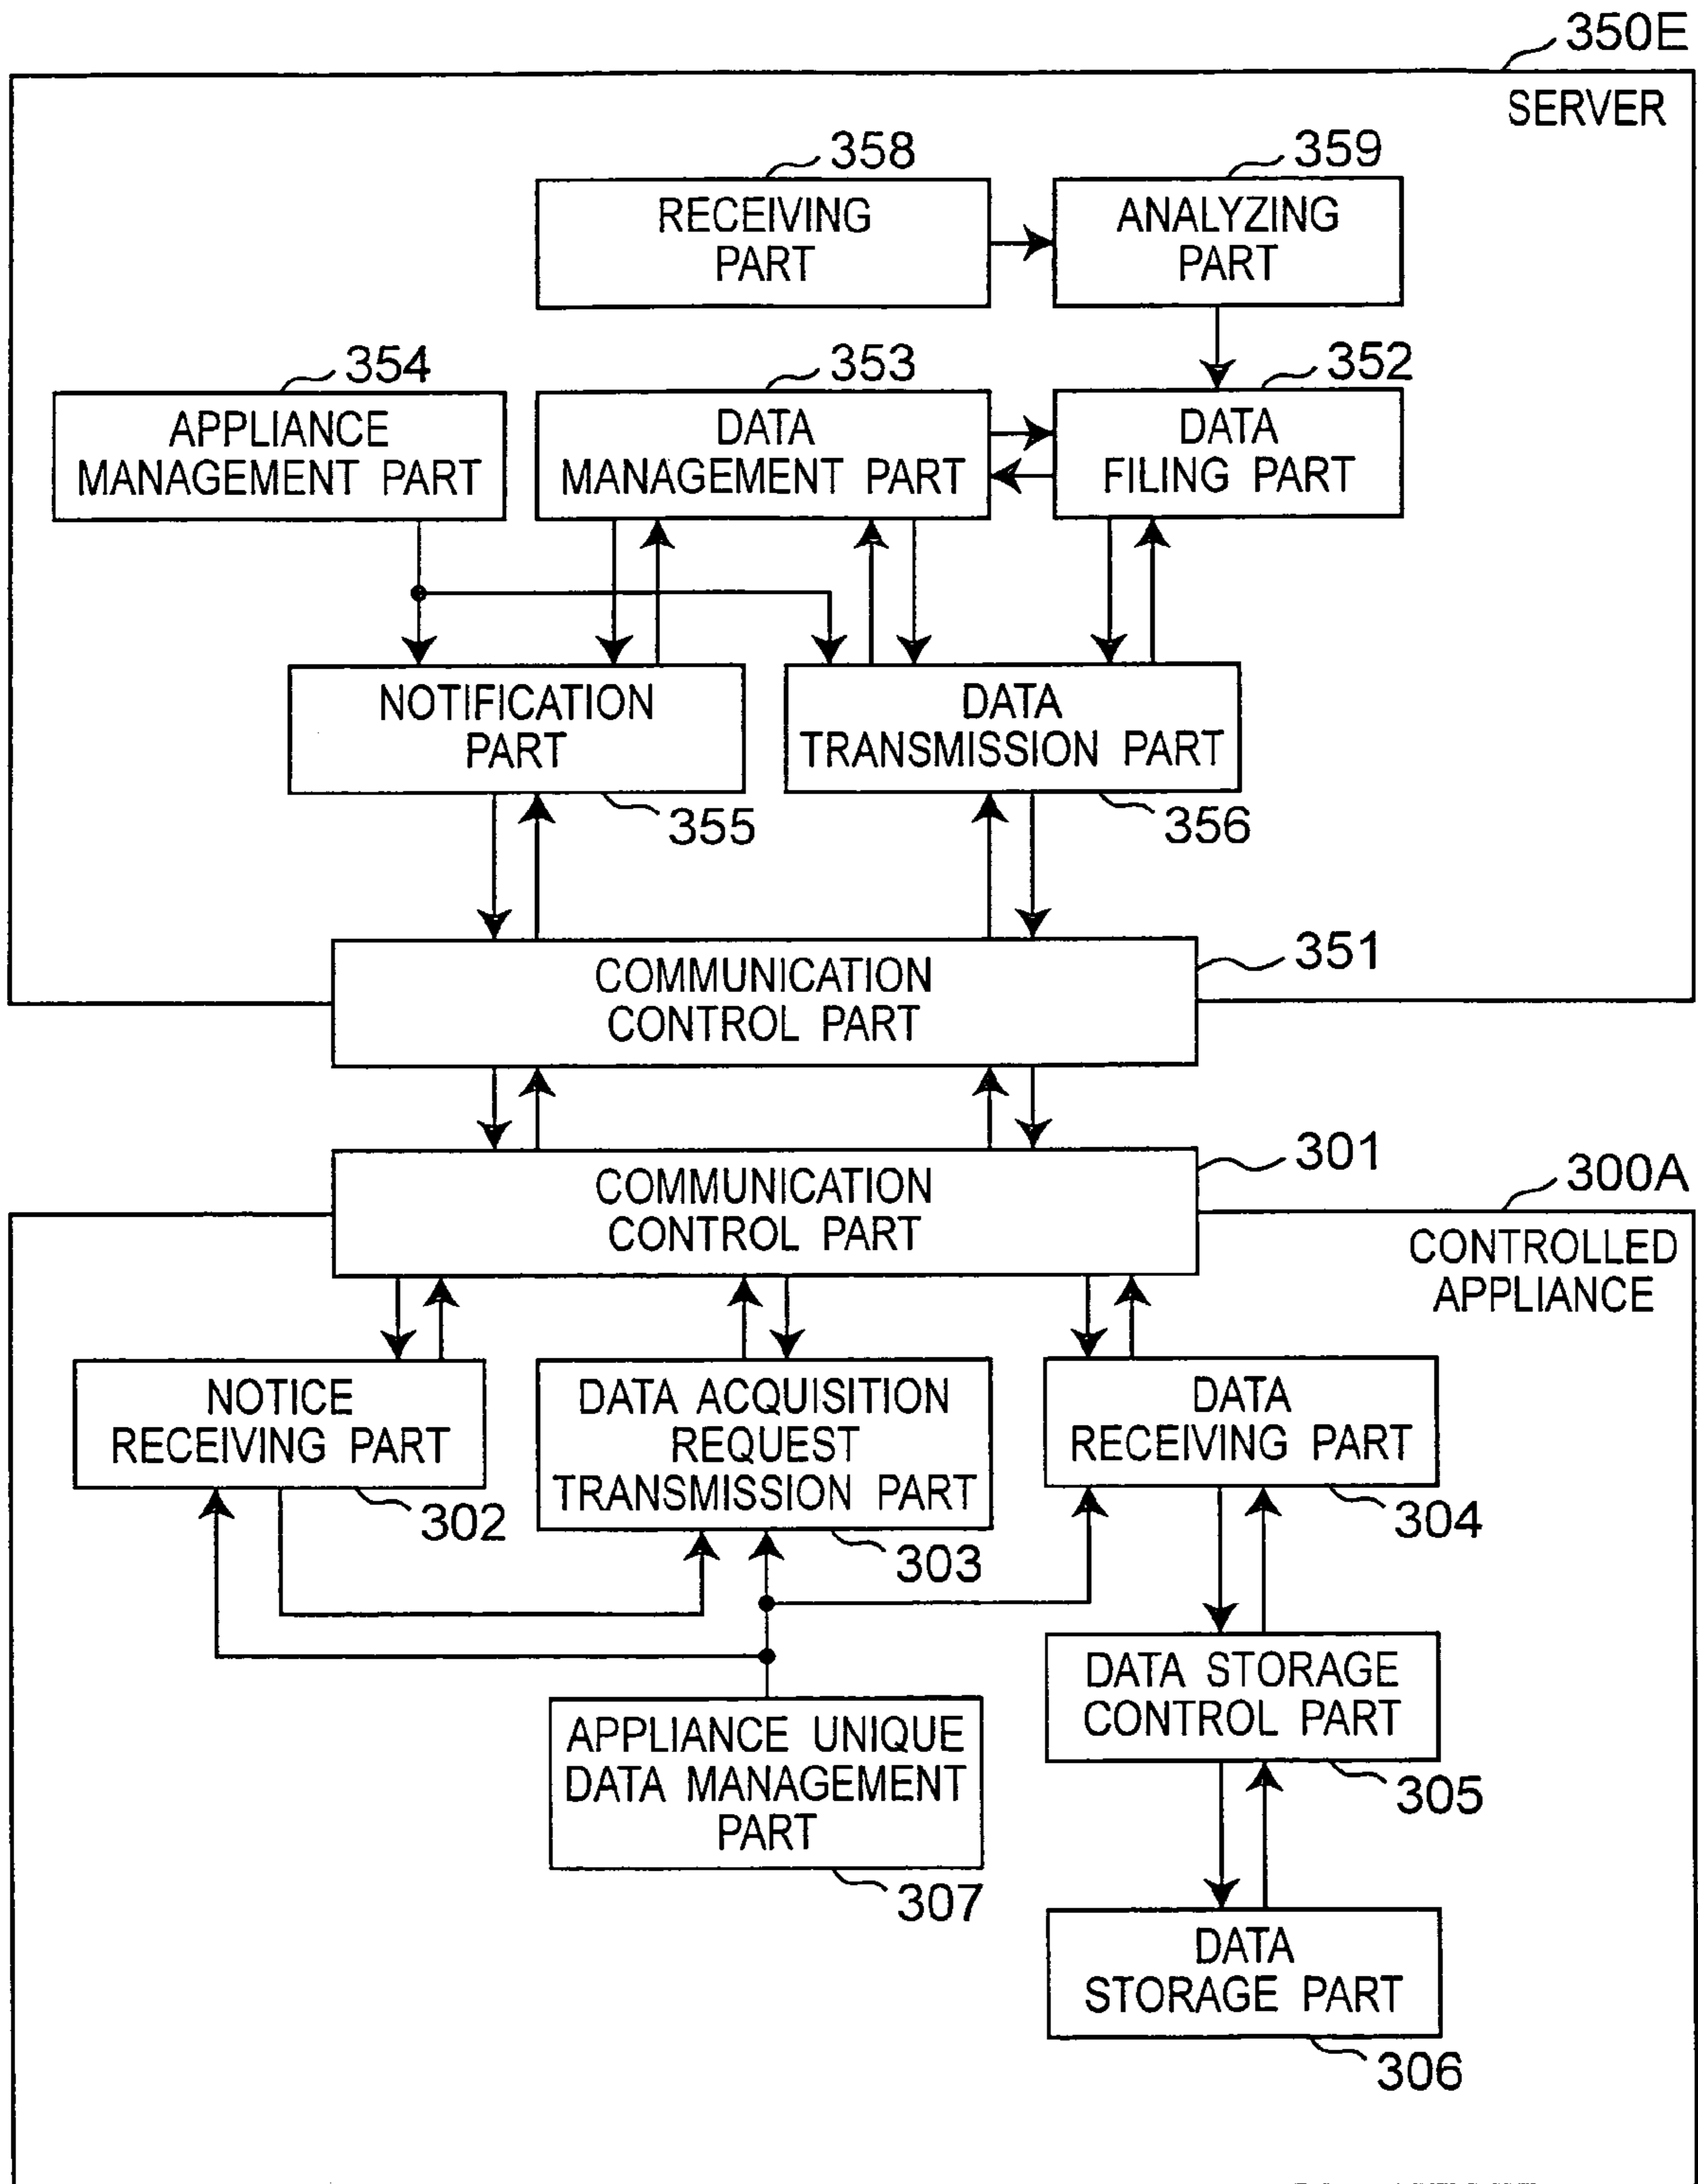 350E
SERVER
358
359
RECEIVING
PART
ANALYZING
PART
354
353
352
APPLIANCE
MANAGEMENT PART
DATA
MANAGEMENT PART
DATA
FILING PART
NOTIFICATION
PART
DATA
TRANSMISSION PART
355
356
COMMUNICATION
CONTROL PART
351
COMMUNICATION
CONTROL PART
301
300A
CONTROLLED
APPLIANCE
NOTICE
RECEIVING PART
DATA ACQUISITION
REQUEST
TRANSMISSION PART
DATA
RECEIVING PART
302
303
304
DATA STORAGE
CONTROL PART
APPLIANCE UNIQUE
DATA MANAGEMENT
PART
305
307
DATA
STORAGE PART
306